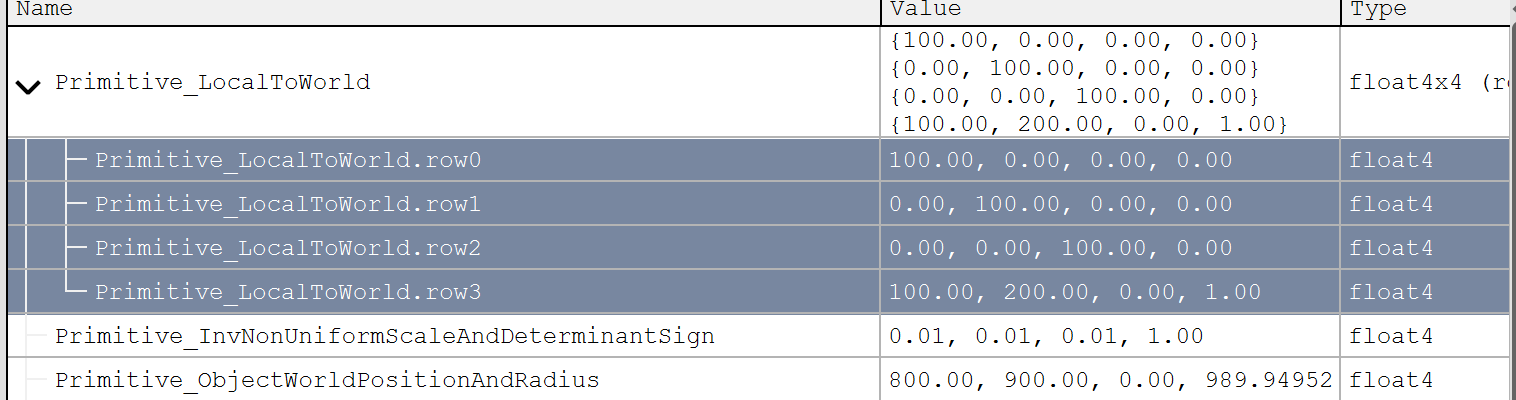 Name Value Type
{100.00, 0.00, 0.00, 0.00}
{0.00, 100.00, 0.00, 0.00}
Primitive_LocalToWorld float4x4 (ro
{0.00, 0.00, 100.00, 0.00}
{100.00, 200.00, 0.00, 1.00}
Primitive_LocalToWorld.row0 100.00, 0.00, 0.00, 0.00 float4
Primitive_LocalToWorld.row1 0.00, 100.00, 0.00, 0.00 float4
Primitive_LocalToWorld.row2 0.00, 0.00, 100.00, 0.00 float4
Primitive_LocalToWorld.row3 100.00, 200.00, 0.00, 1.00 float4
Primitive_InvNonUniformScaleAndDeterminantSign 0.01, 0.01, 0.01, 1.00 float4
Primitive_ObjectWorldPositionAndRadius 800.00, 900.00, 0.00, 989.94952 float4